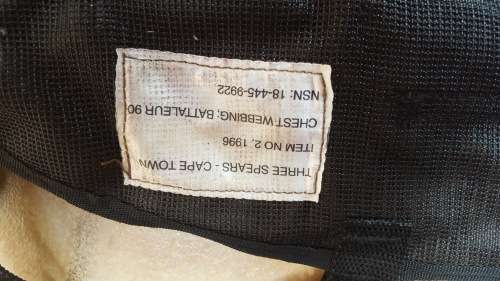 THREE SPEARS - CAPE TOWN
ITEM NO 2. 1996
CHEST WEBBING: BATTALEUR 90
NSN: 18-445-9922